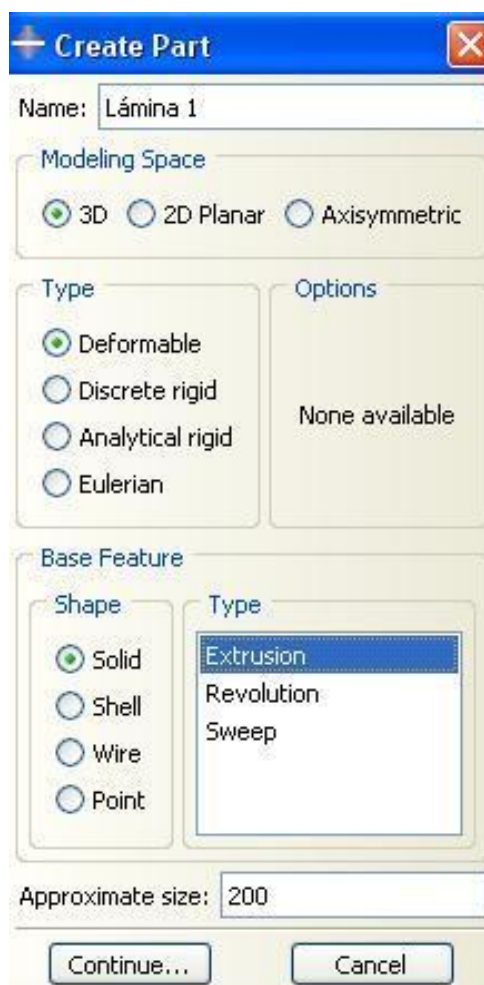 Create Part
Name: Lámina 1
Modeling Space
3D 2D Planar Axisymmetric
Type
Deformable
Discrete rigid
Analytical rigid
Eulerian
Options
None available
Base Feature
Shape
Solid
Shell
Wire
Point
Type
Extrusion
Revolution
Sweep
Approximate size: 200
Continue... Cancel